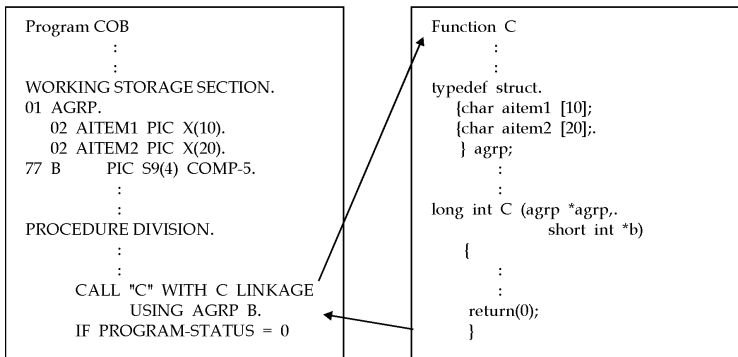 Program COB
:
:
WORKING STORAGE SECTION.
01 AGRP.
02 AITEM1 PIC X(10).
02 AITEM2 PIC X(20).
77 B PIC S9(4) COMP-5.
:
:
PROCEDURE DIVISION.
:
:
CALL "C" WITH C LINKAGE
USING AGRP B.
IF PROGRAM-STATUS = 0
Function C
:
:
typedef struct.
{char aitem1 [10];
{char aitem2 [20];.
} agrp;
:
:
long int C (agrp *agrp,.
short int *b)
{
:
:
return(0);
}